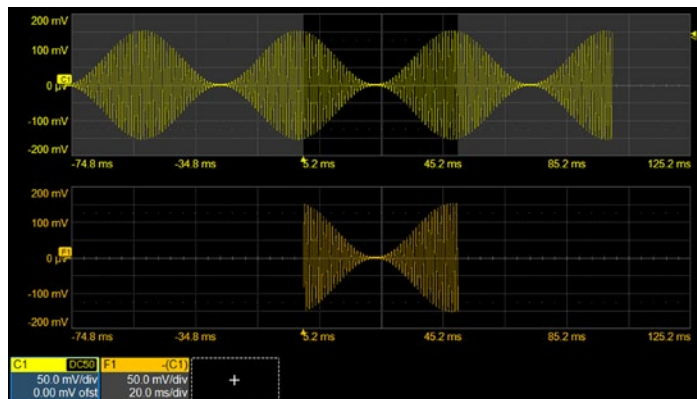 200 mV
100 mV
C1 0 µV
-100 mV
-200 mV
-74.8 ms -34.8 ms 5.2 ms 45.2 ms 85.2 ms 125.2 ms
200 mV
100 mV
F1 0 µV
-100 mV
-200 mV
-74.8 ms -34.8 ms 5.2 ms 45.2 ms 85.2 ms 125.2 ms
C1 DC50 F1 -(C1)
50.0 mV/div 50.0 mV/div
0.00 mV ofst 20.0 ms/div
+